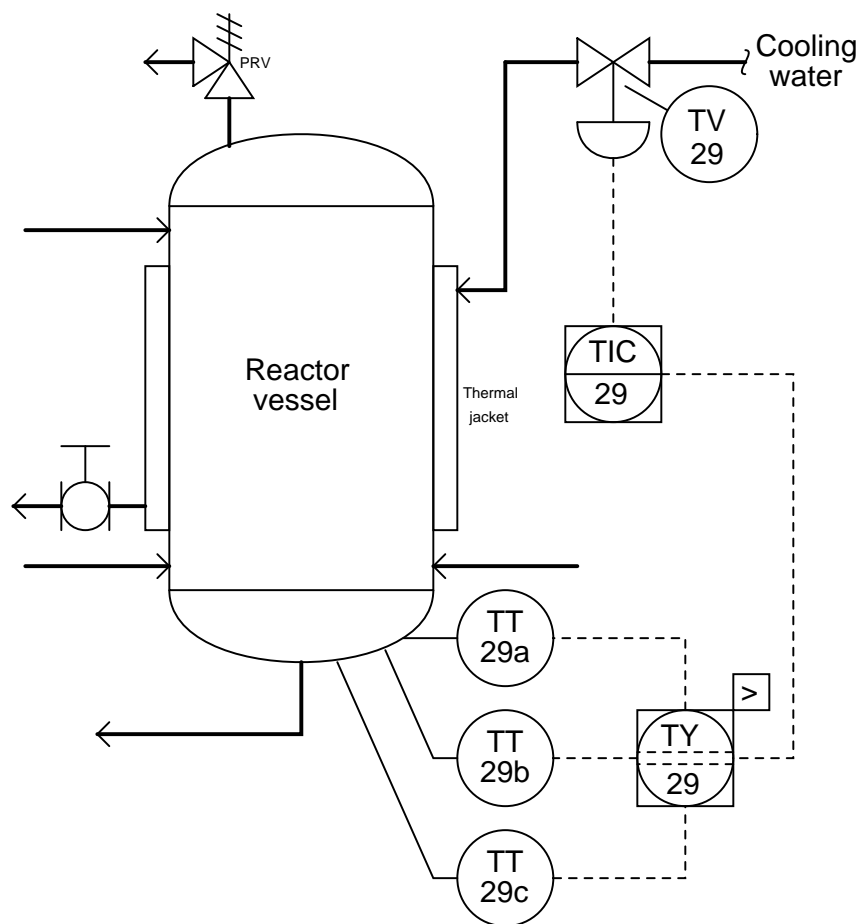 PRV
Cooling
water
TV
29
TIC
29
Reactor
vessel
Thermal
jacket
TT
29a
>
TY
29
TT
29b
TT
29c